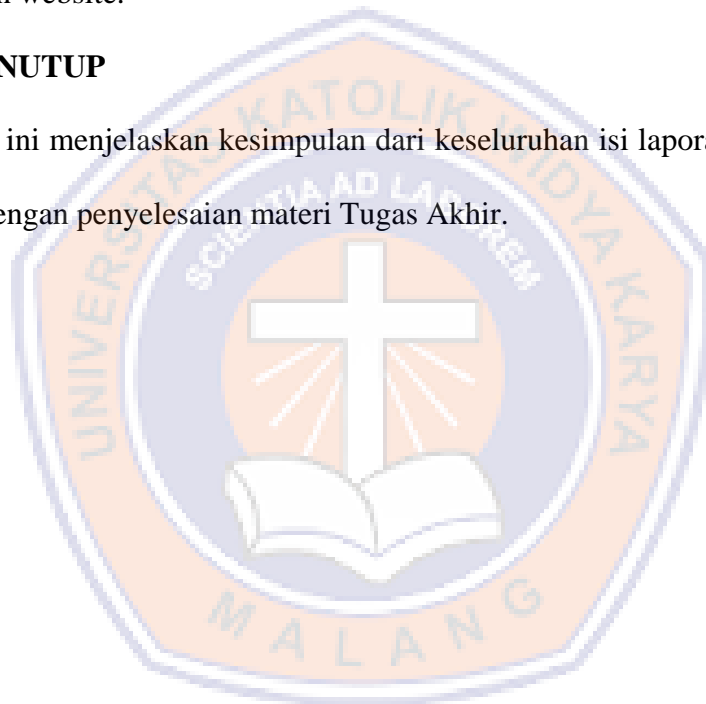 website.
NUTUP
ini menjelaskan kesimpulan dari keseluruhan isi
engan penyelesaian materi Tugas Akhir.
UNIVERSITAS KATOLIK WIDYA KARYA
SCIENTIA AD LABOREM
MALANG